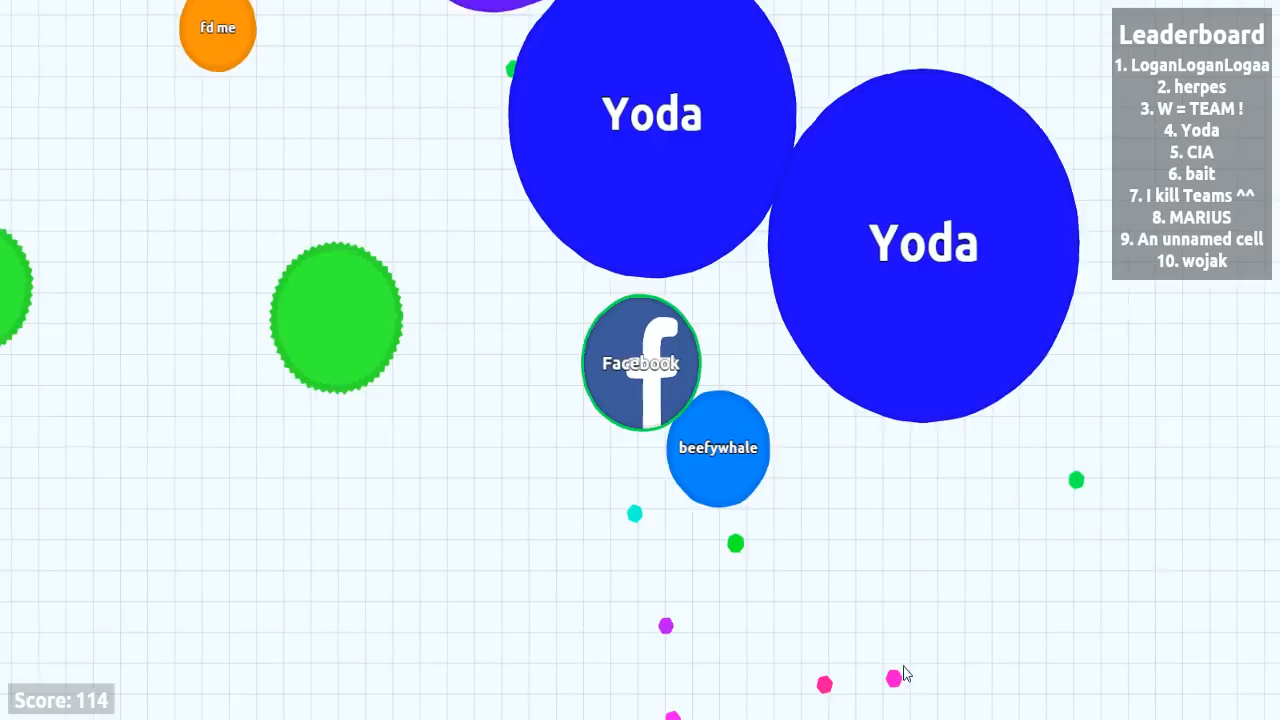 fd me
Yoda
Yoda
f
Facebook
beefywhale
Leaderboard
1. LoganLoganLogaa
2. herpes
3. W = TEAM !
4. Yoda
5. CIA
6. bait
7. I kill Teams ^^
8. MARIUS
9. An unnamed cell
10. wojak
Score: 114